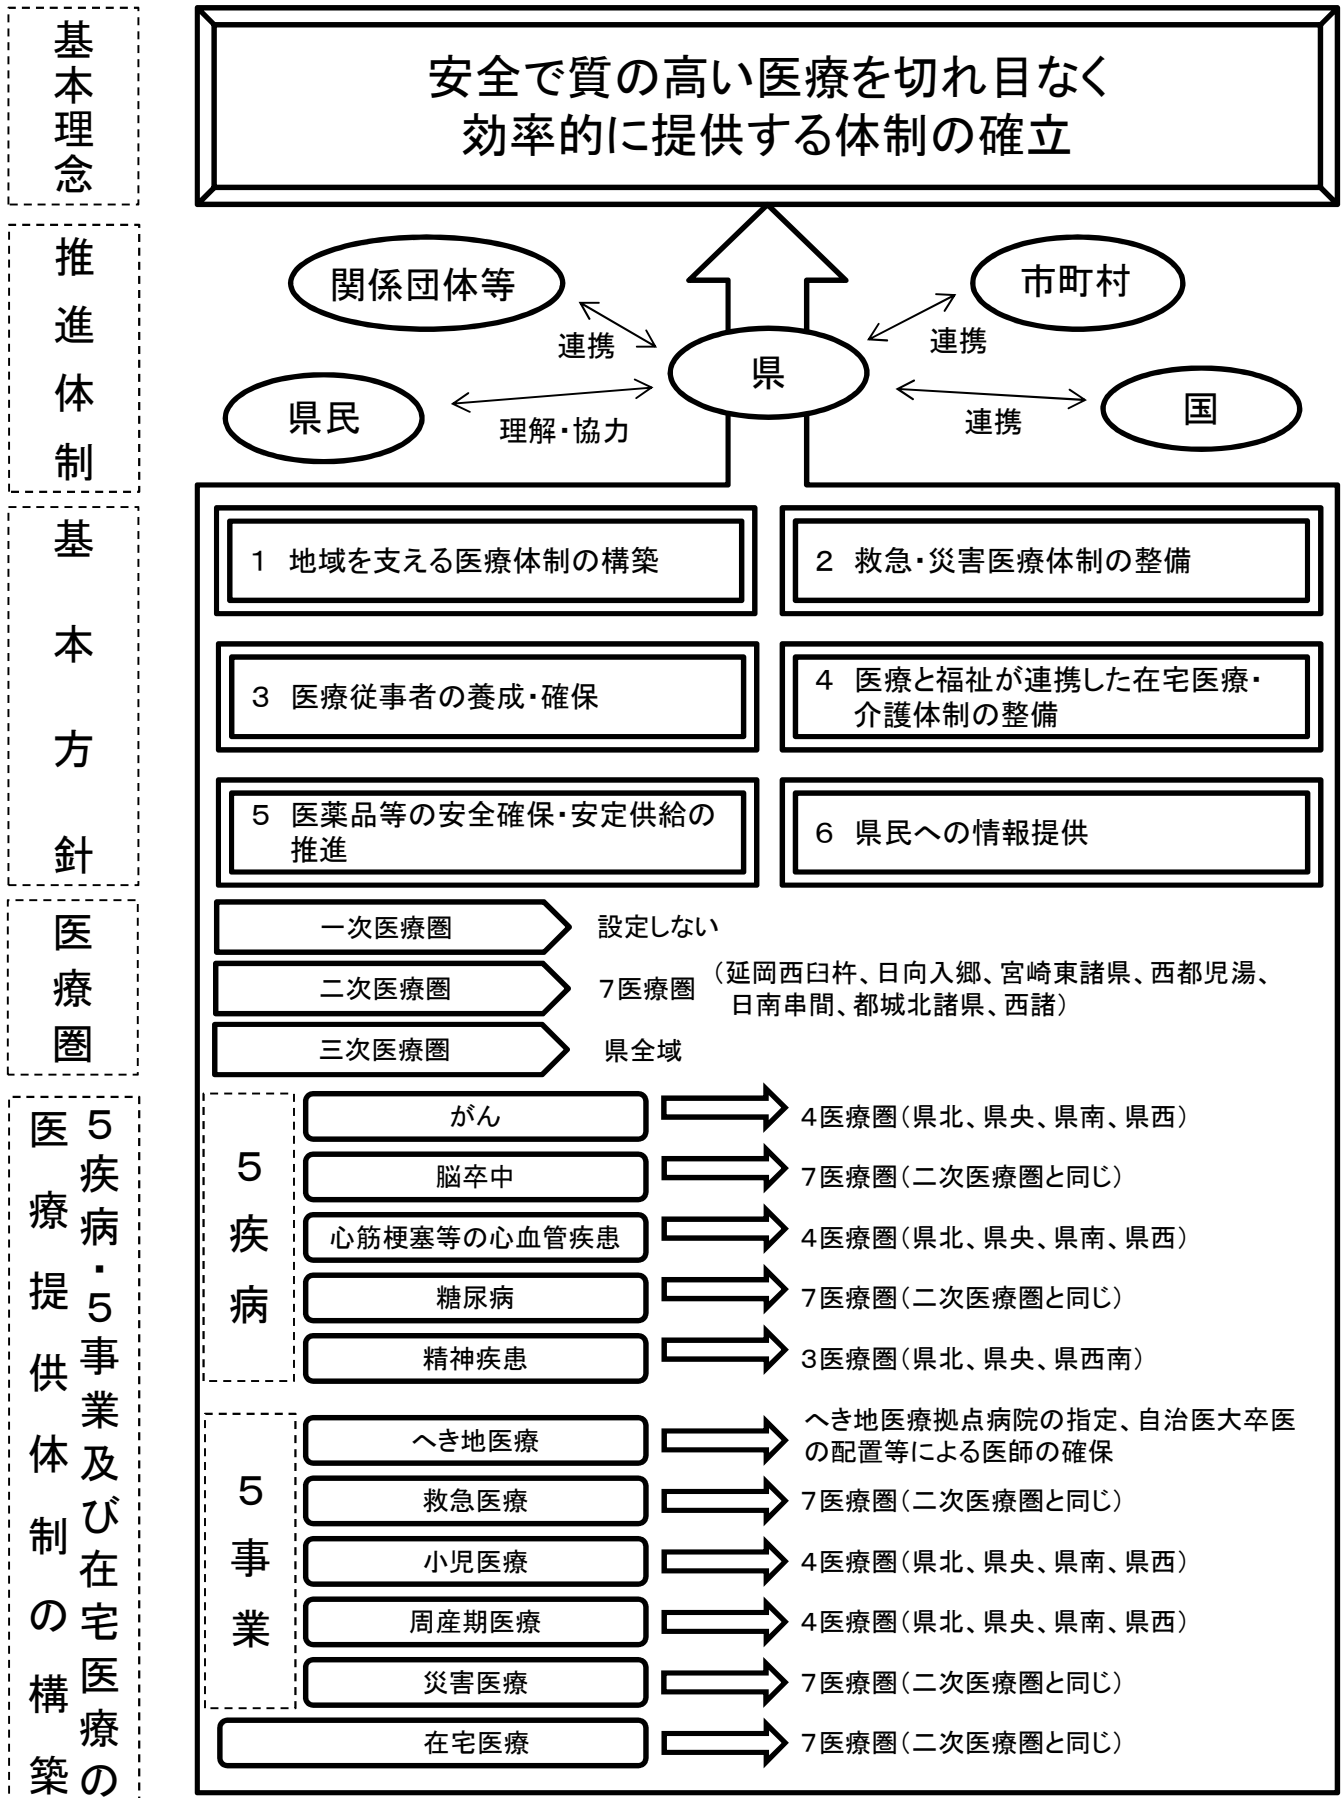 基本理念
安全で質の高い医療を切れ目なく
効率的に提供する体制の確立
推進体制
関係団体等
市町村
連携
連携
県
県民
理解・協力
連携
国
基本方針
1 地域を支える医療体制の構築
2 救急・災害医療体制の整備
3 医療従事者の養成・確保
4 医療と福祉が連携した在宅医療・
介護体制の整備
5 医薬品等の安全確保・安定供給の
推進
6 県民への情報提供
医療圏
一次医療圏 設定しない
二次医療圏 7医療圏 (延岡西臼杵、日向入郷、宮崎東諸県、西都児湯、
日南串間、都城北諸県、西諸)
三次医療圏 県全域
5疾病・5事業及び在宅医療の
医療提供体制の構築
5疾病
がん 4医療圏(県北、県央、県南、県西)
脳卒中 7医療圏(二次医療圏と同じ)
心筋梗塞等の心血管疾患 4医療圏(県北、県央、県南、県西)
糖尿病 7医療圏(二次医療圏と同じ)
精神疾患 3医療圏(県北、県央、県西南)
5事業
へき地医療 へき地医療拠点病院の指定、自治医大卒医
の配置等による医師の確保
救急医療 7医療圏(二次医療圏と同じ)
小児医療 4医療圏(県北、県央、県南、県西)
周産期医療 4医療圏(県北、県央、県南、県西)
災害医療 7医療圏(二次医療圏と同じ)
在宅医療 7医療圏(二次医療圏と同じ)